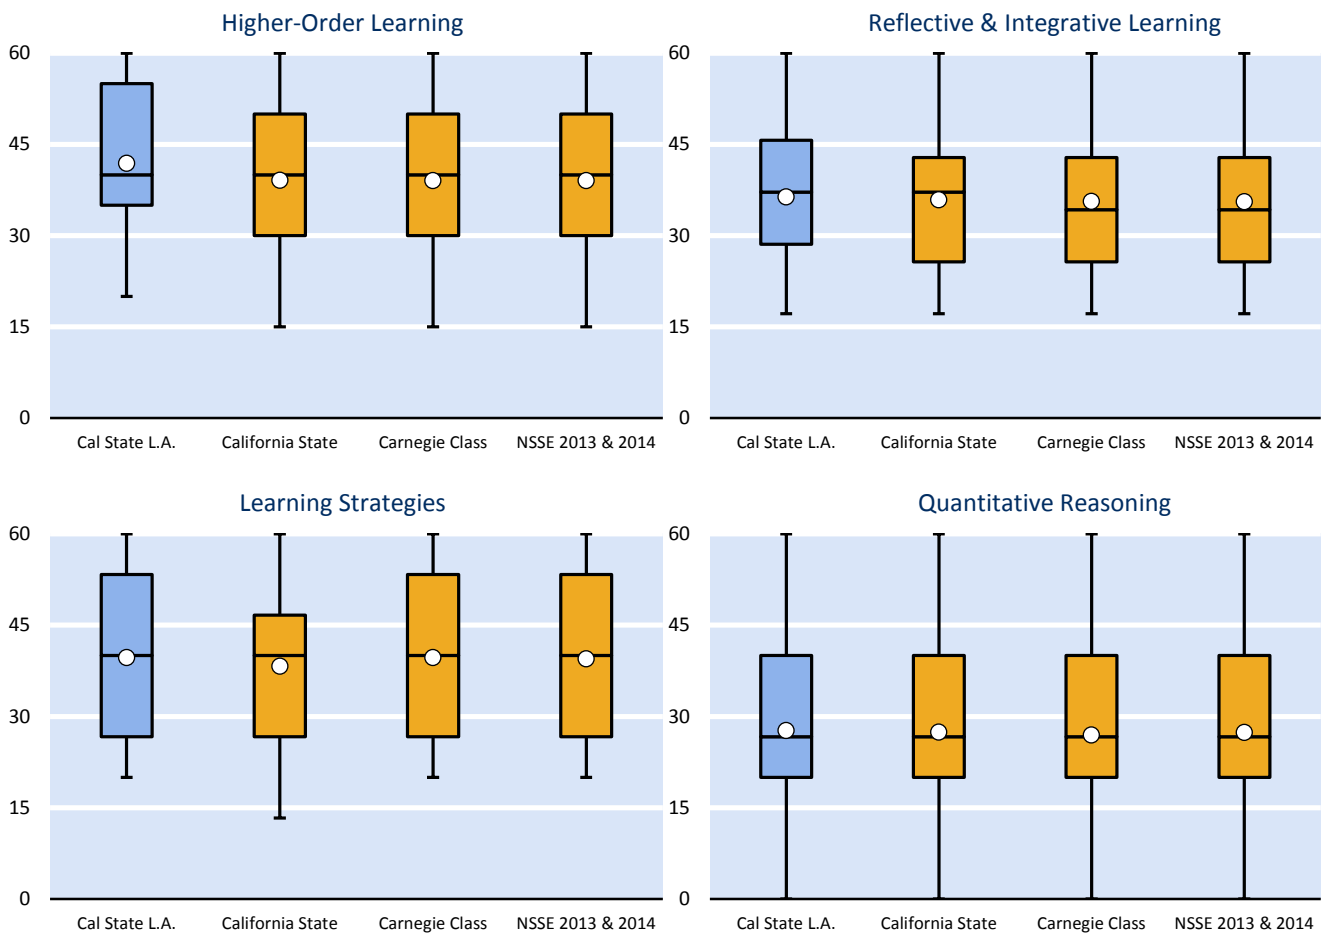 Higher-Order Learning
60
45
30
15
0
Cal State L.A. California State Carnegie Class NSSE 2013 & 2014
Reflective & Integrative Learning
60
45
30
15
0
Cal State L.A. California State Carnegie Class NSSE 2013 & 2014
Learning Strategies
60
45
30
15
0
Cal State L.A. California State Carnegie Class NSSE 2013 & 2014
Quantitative Reasoning
60
45
30
15
0
Cal State L.A. California State Carnegie Class NSSE 2013 & 2014